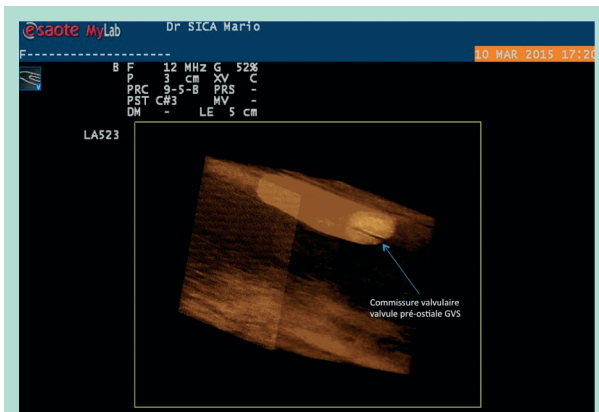 esaote MyLab Dr SICA Mario
F---------------------
10 MAR 2015 17:20
B F 12 MHz G 52%
P 3 cm XV C
PRC 9-5-B PRS -
PST C#3 MV -
DM - LE 5 cm
LA523
Commissure valvulaire
valvule pré-ostiale GVS